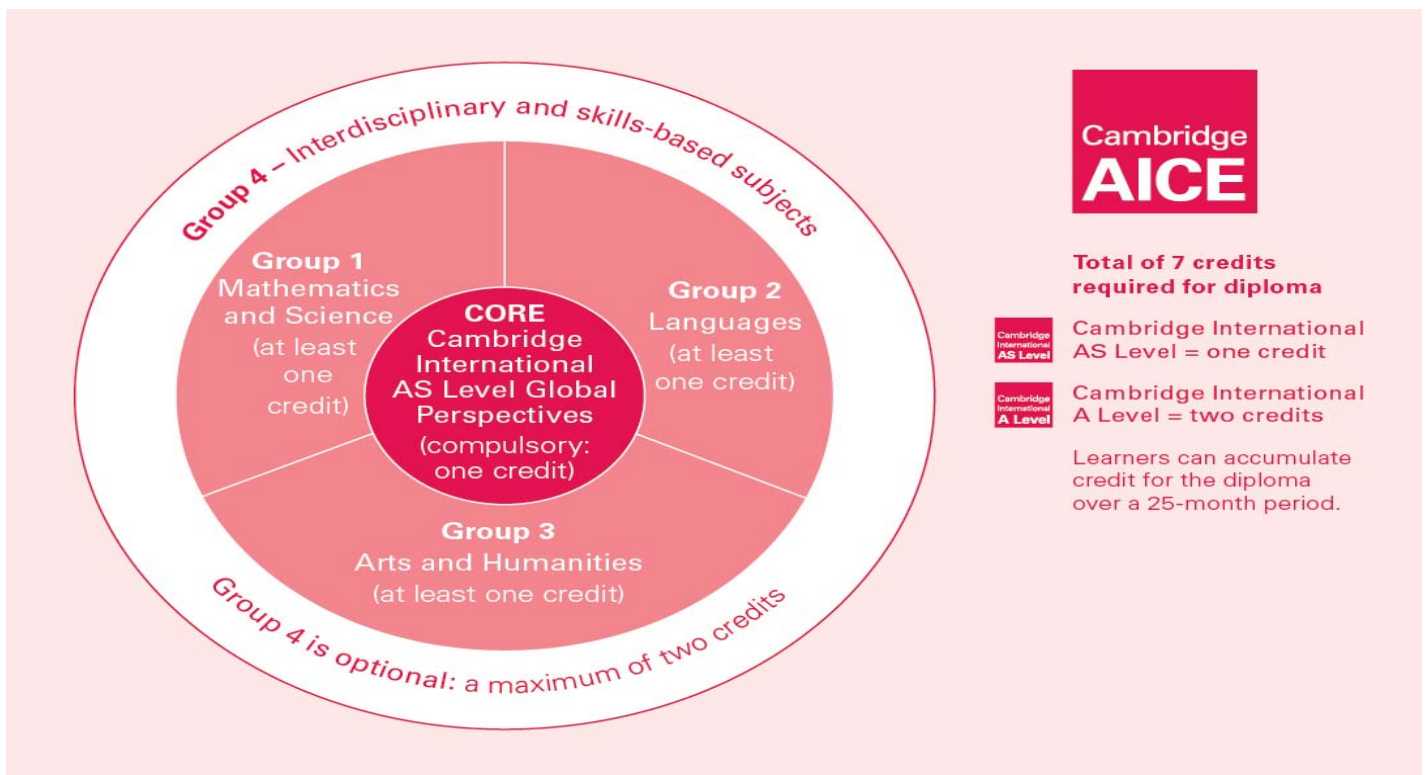 Group 4 – Interdisciplinary and skills-based subjects
Group 1
Mathematics
and Science
(at least
one
credit)
CORE
Cambridge
International
AS Level Global
Perspectives
(compulsory:
one credit)
Group 2
Languages
(at least
one credit)
Group 3
Arts and Humanities
(at least one credit)
Group 4 is optional: a maximum of two credits
Cambridge
AICE
Total of 7 credits
required for diploma
Cambridge
International
AS Level
Cambridge International
AS Level = one credit
Cambridge
International
A Level
Cambridge International
A Level = two credits
Learners can accumulate
credit for the diploma
over a 25-month period.